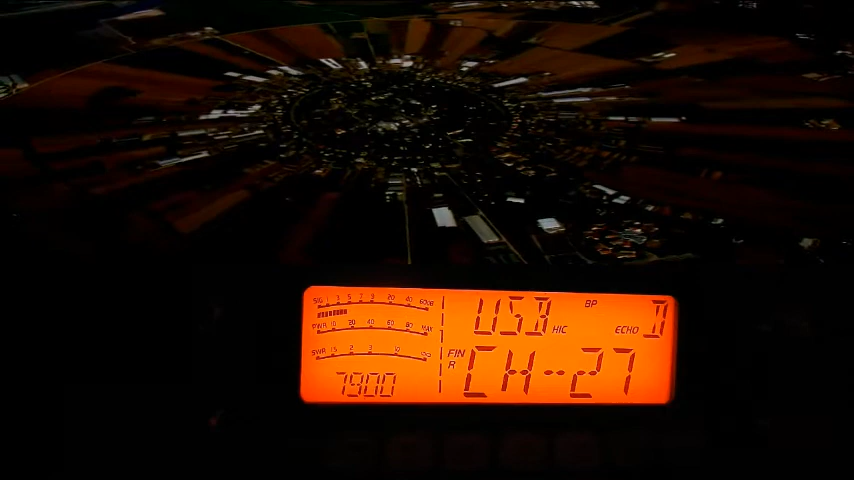 SIG 1 3 5 7 9 20 40 60DB
PWR 10 20 40 60 80 MAX
SWR 1.5 2 3 10
7900
USB HIC BP ECHO D
FIN R CH--27